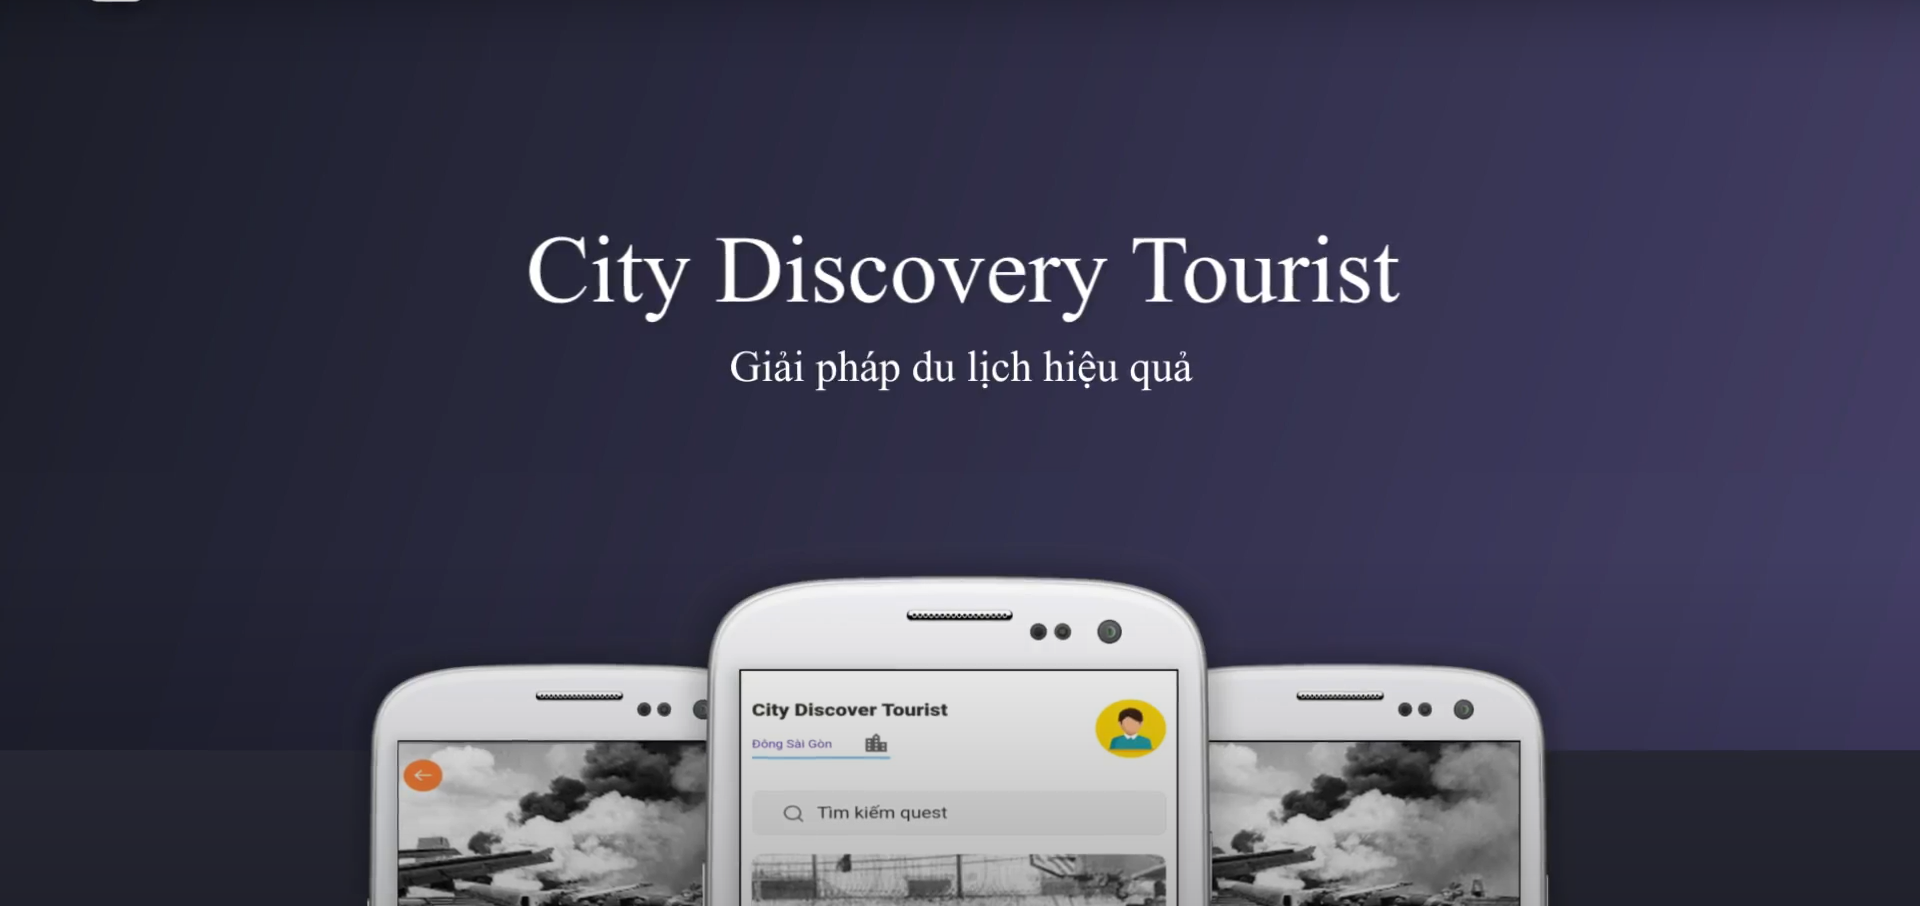 City Discovery Tourist
Giải pháp du lịch hiệu quả
City Discover Tourist
Đông Sài Gòn
Tìm kiếm quest